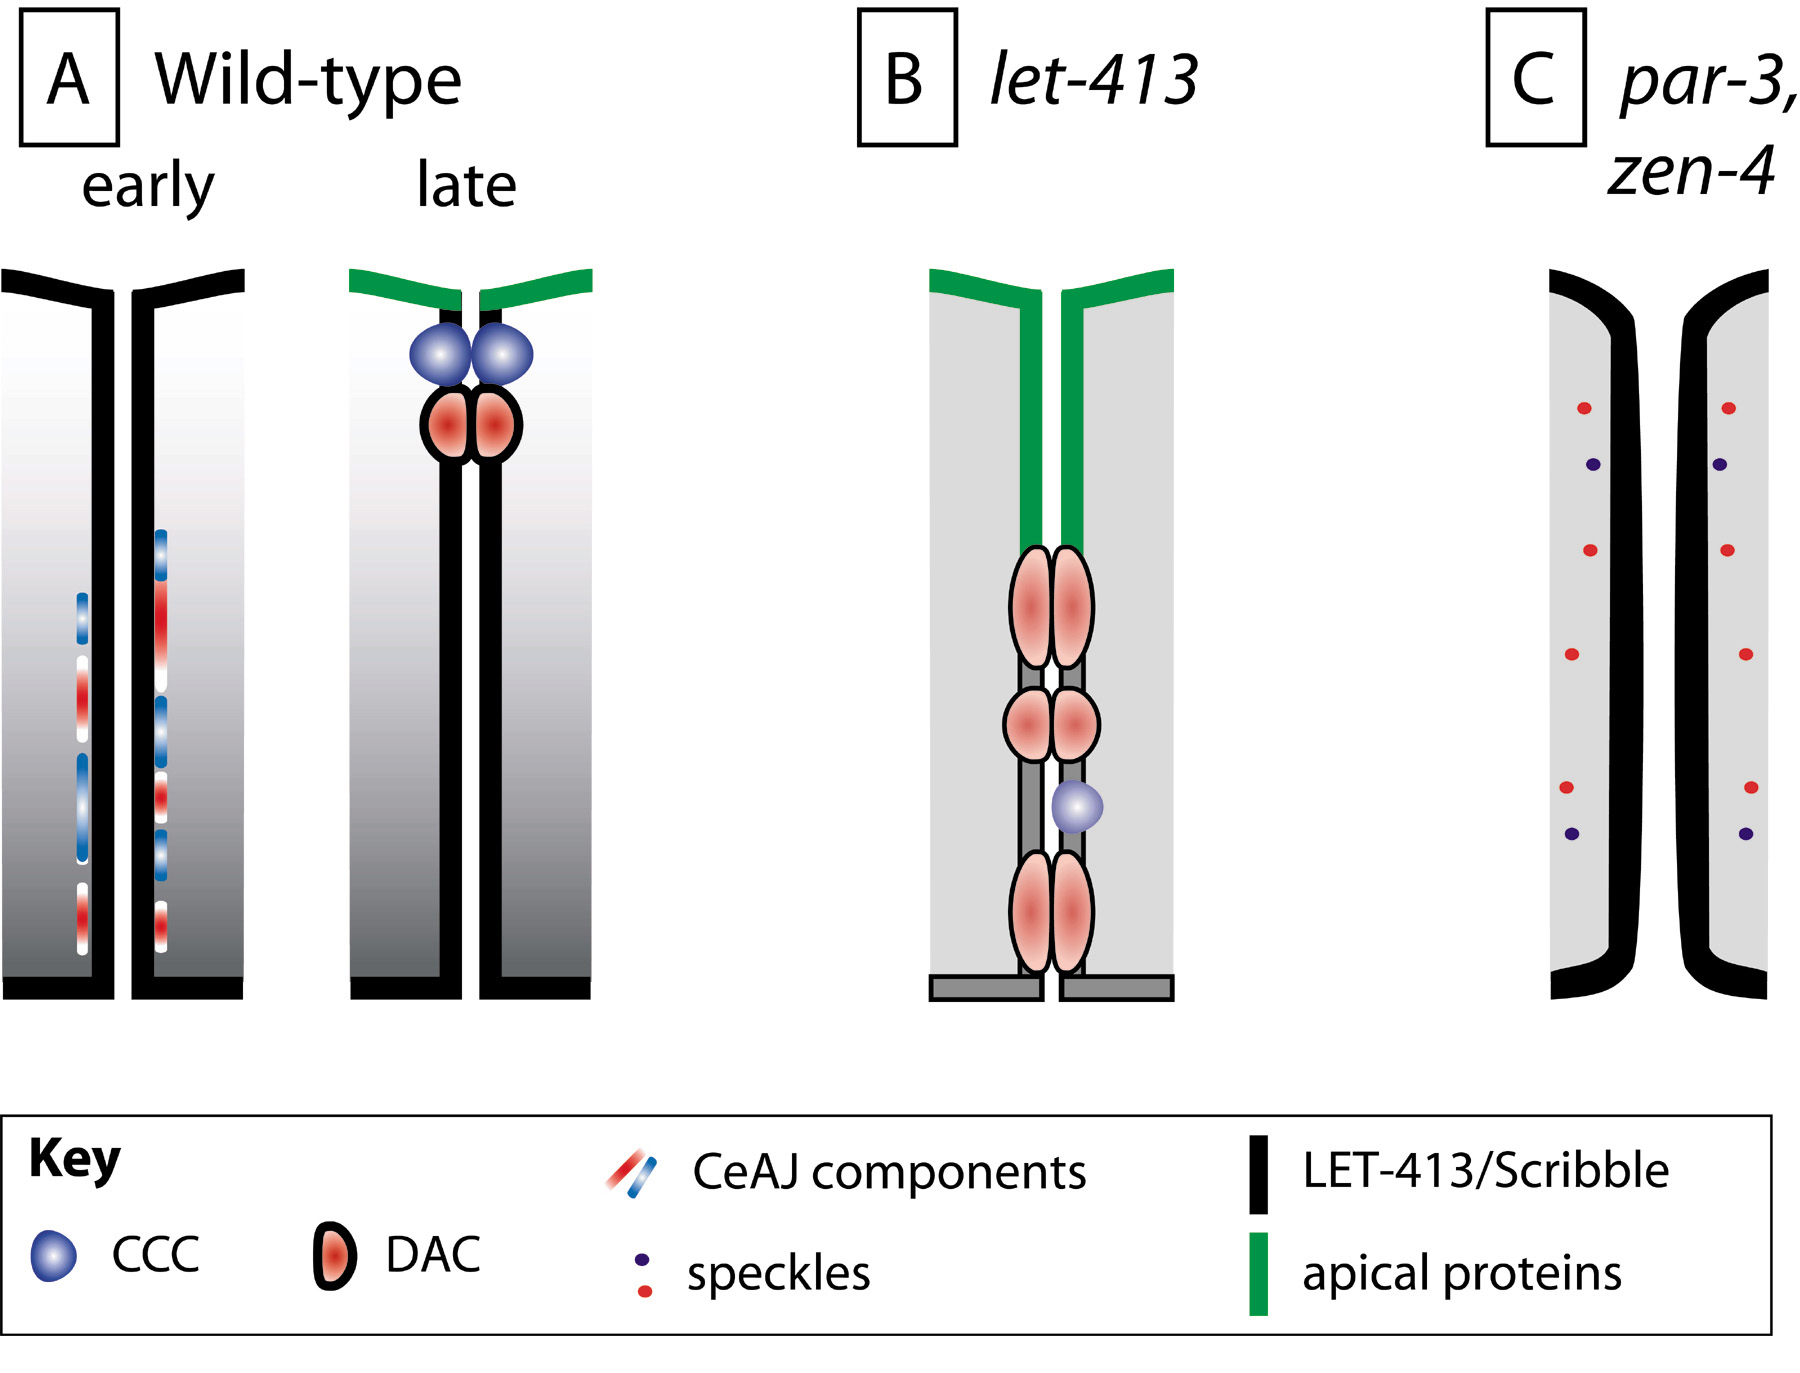 A Wild-type
early late
B let-413
C par-3,
zen-4
Key
CCC
DAC
CeAJ components
speckles
LET-413/Scribble
apical proteins